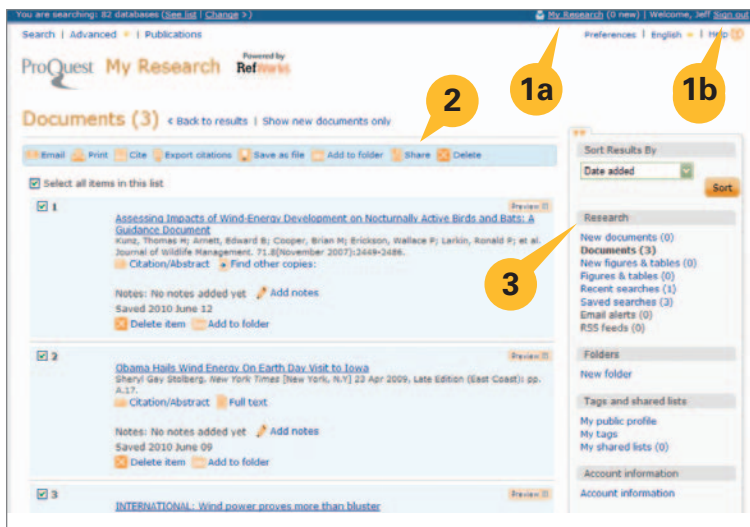 You are searching: 82 databases (See list | Change >)
My Research (0 new) | Welcome, Jeff Sign out
Search | Advanced | Publications
Preferences | English | Help
1a
1b
ProQuest My Research Powered by RefWorks
2
Documents (3) < Back to results | Show new documents only
Email Print Cite Export citations Save as file Add to folder Share Delete
Select all items in this list
1 Preview
Assessing Impacts of Wind-Energy Development on Nocturnally Active Birds and Bats: A
Guidance Document
Kunz, Thomas H; Arnett, Edward B; Cooper, Brian M; Erickson, Wallace P; Larkin, Ronald P; et al.
Journal of Wildlife Management. 71.8(November 2007):2449-2486.
Citation/Abstract Find other copies:
Notes: No notes added yet Add notes
Saved 2010 June 12
Delete item Add to folder
2 Preview
Obama Hails Wind Energy On Earth Day Visit to Iowa
Sheryl Gay Stolberg. New York Times [New York, N.Y] 23 Apr 2009, Late Edition (East Coast): pp.
A.17.
Citation/Abstract Full text
Notes: No notes added yet Add notes
Saved 2010 June 09
Delete item Add to folder
3 Preview
INTERNATIONAL: Wind power proves more than bluster
Sort Results By
Date added
Sort
3
Research
New documents (0)
Documents (3)
New figures & tables (0)
Figures & tables (0)
Recent searches (1)
Saved searches (3)
Email alerts (0)
RSS feeds (0)
Folders
New folder
Tags and shared lists
My public profile
My tags
My shared lists (0)
Account information
Account information